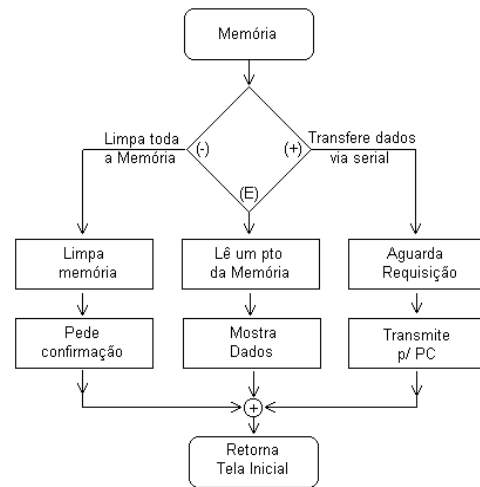 Memória
Limpa toda
a Memória
(-)
(+)
Transfere dados
via serial
(E)
Limpa
memória
Lê um pto
da Memória
Aguarda
Requisição
Pede
confirmação
Mostra
Dados
Transmite
p/ PC
+
Retorna
Tela Inicial